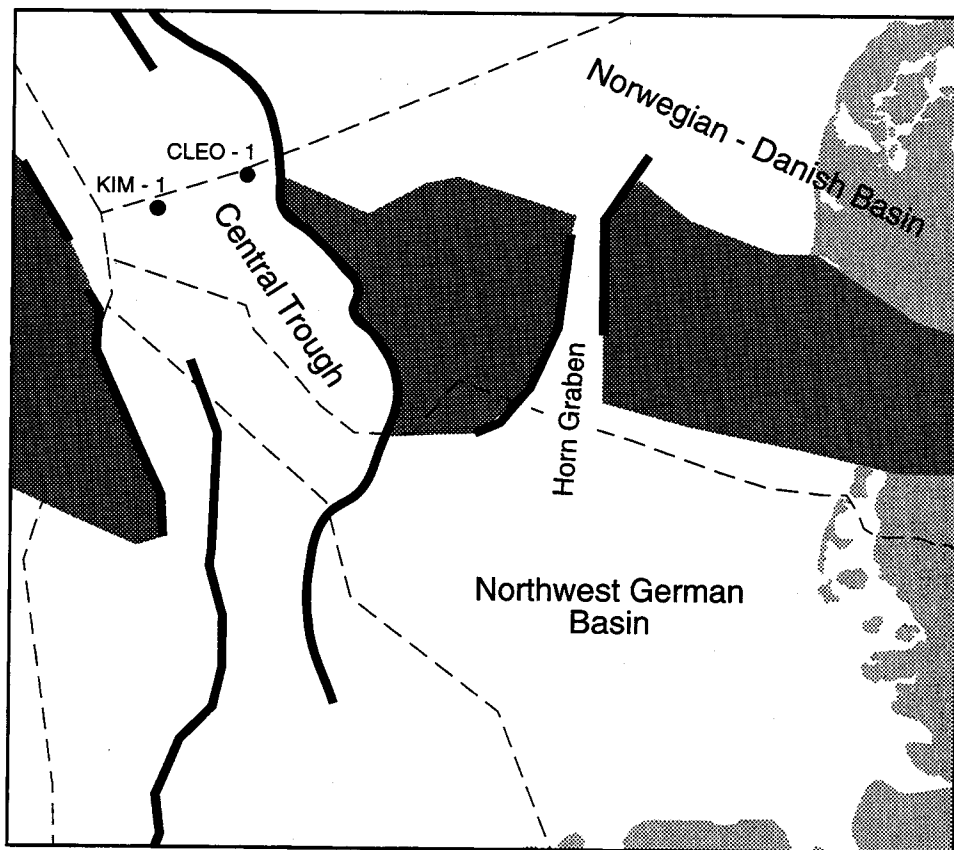 Norwegian - Danish Basin
CLEO - 1
KIM - 1
Central Trough
Horn Graben
Northwest German
Basin